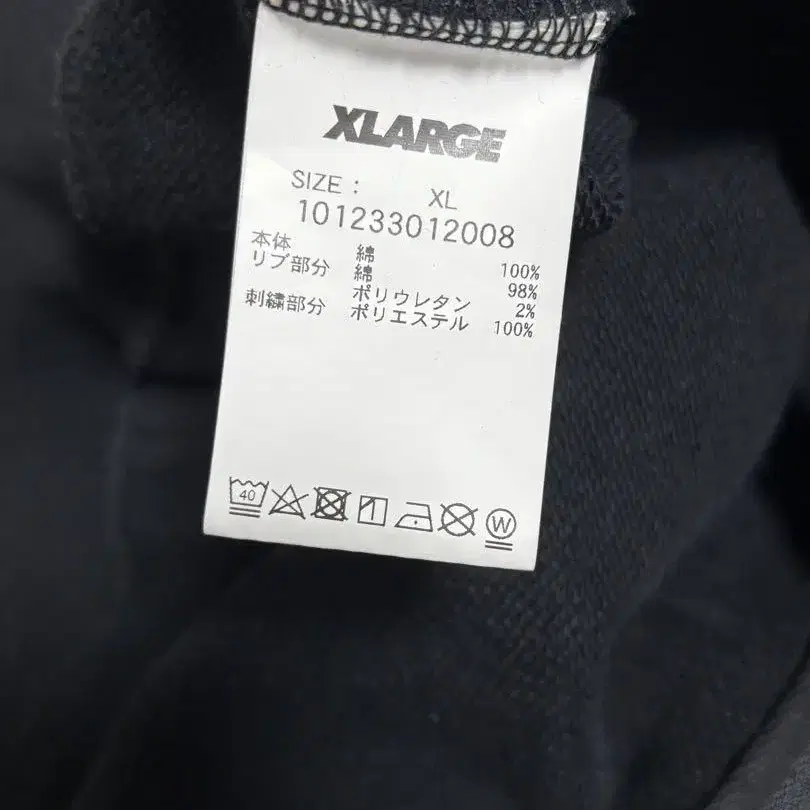 XLARGE
SIZE : XL
101233012008
本体 綿 100%
リブ部分 綿 98%
ポリウレタン 2%
刺繍部分 ポリエステル 100%
40 W